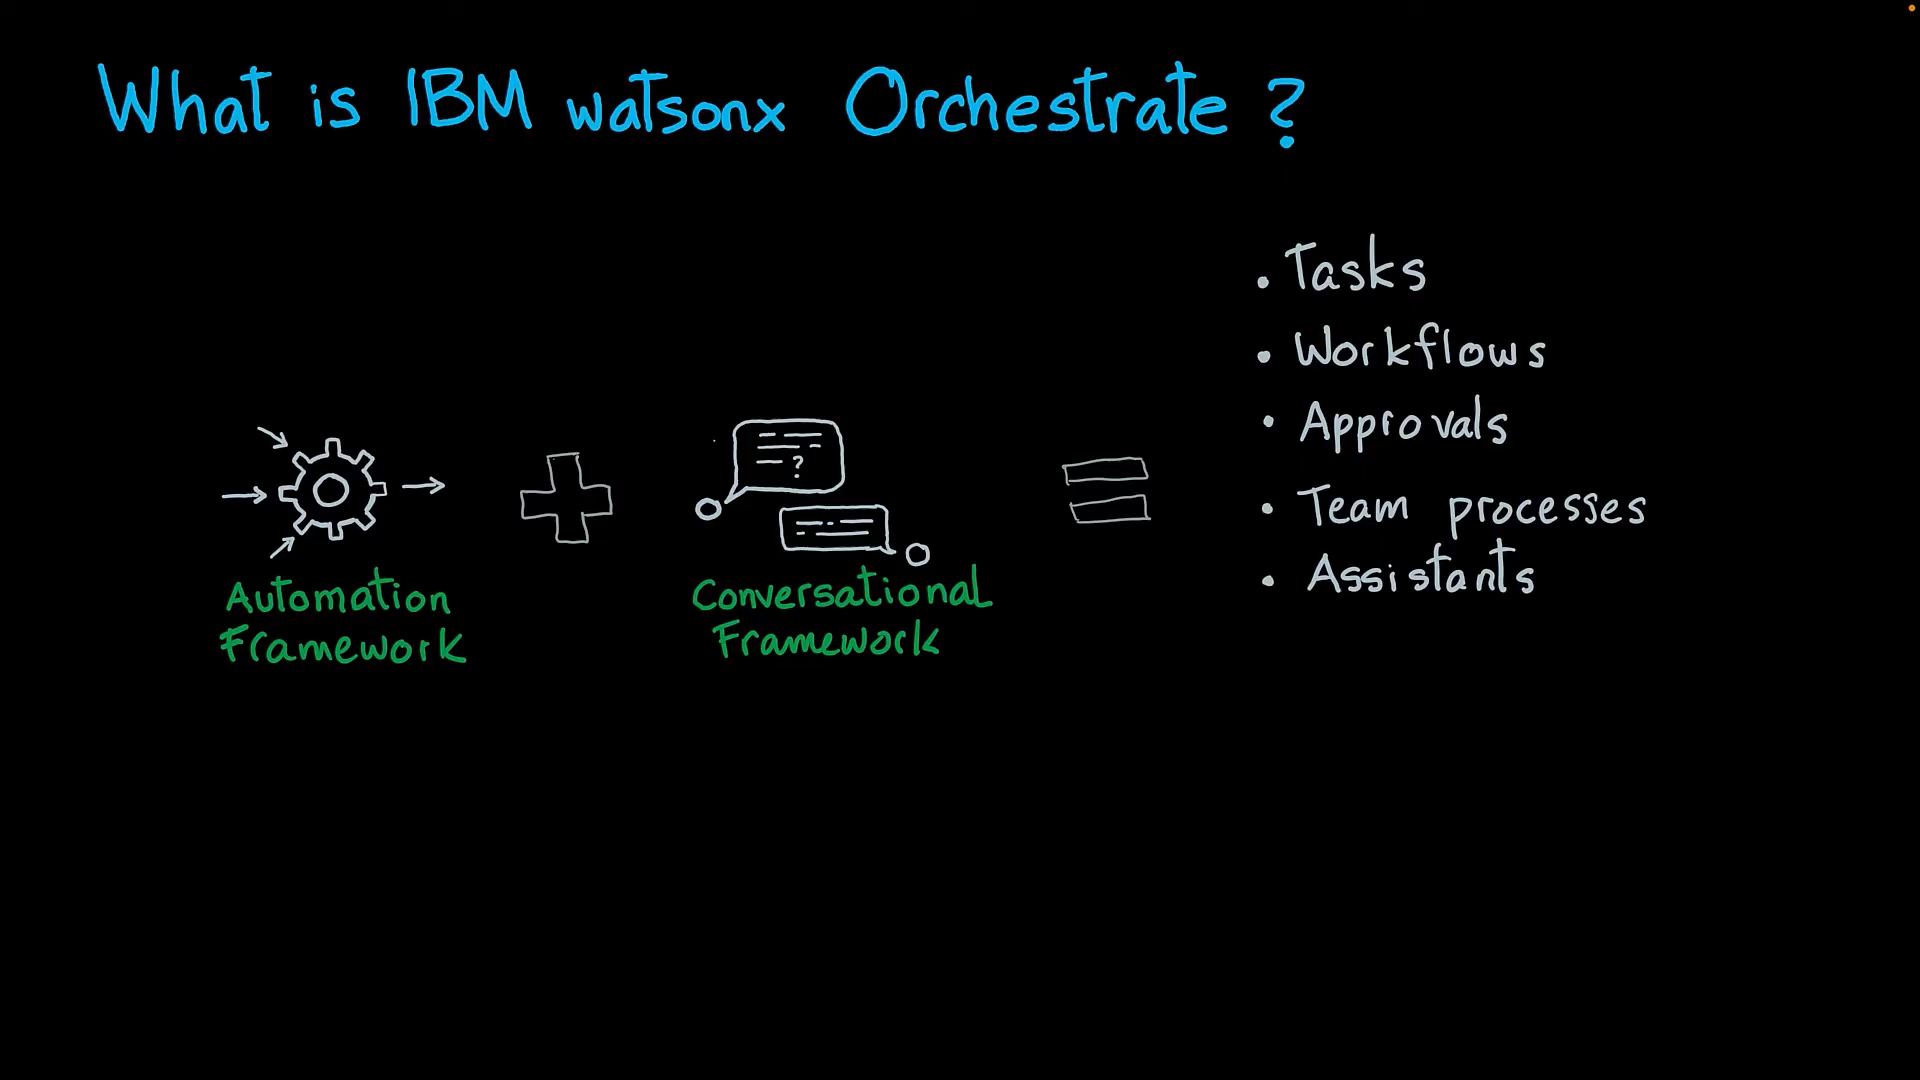 What is IBM watsonx Orchestrate ?
Automation
Framework
?
Conversational
Framework
• Tasks
• Workflows
• Approvals
• Team processes
• Assistants